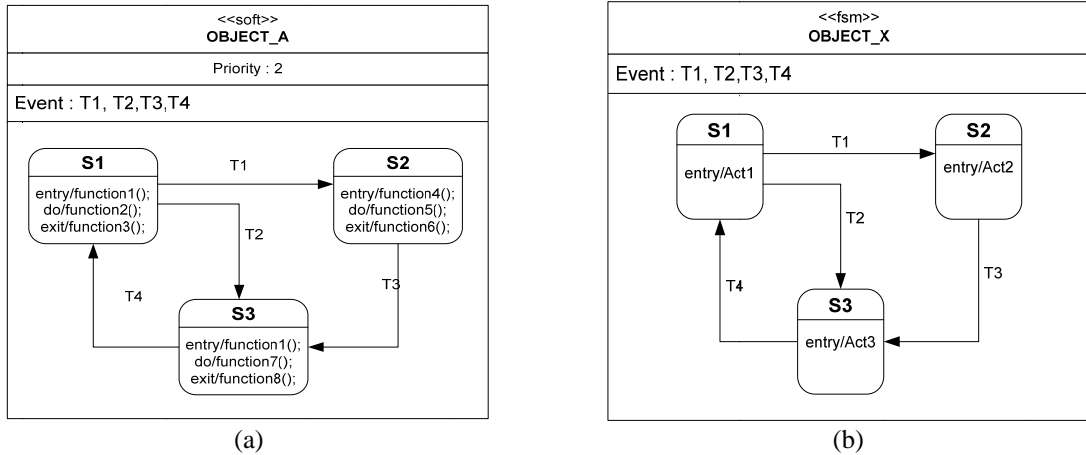 <<soft>>
OBJECT_A
Priority : 2
Event : T1, T2,T3,T4
S1
entry/function1();
do/function2();
exit/function3();
T1
S2
entry/function4();
do/function5();
exit/function6();
T2
T4
T3
S3
entry/function1();
do/function7();
exit/function8();
(a)
<<fsm>>
OBJECT_X
Event : T1, T2,T3,T4
S1
entry/Act1
T1
S2
entry/Act2
T2
T4
T3
S3
entry/Act3
(b)